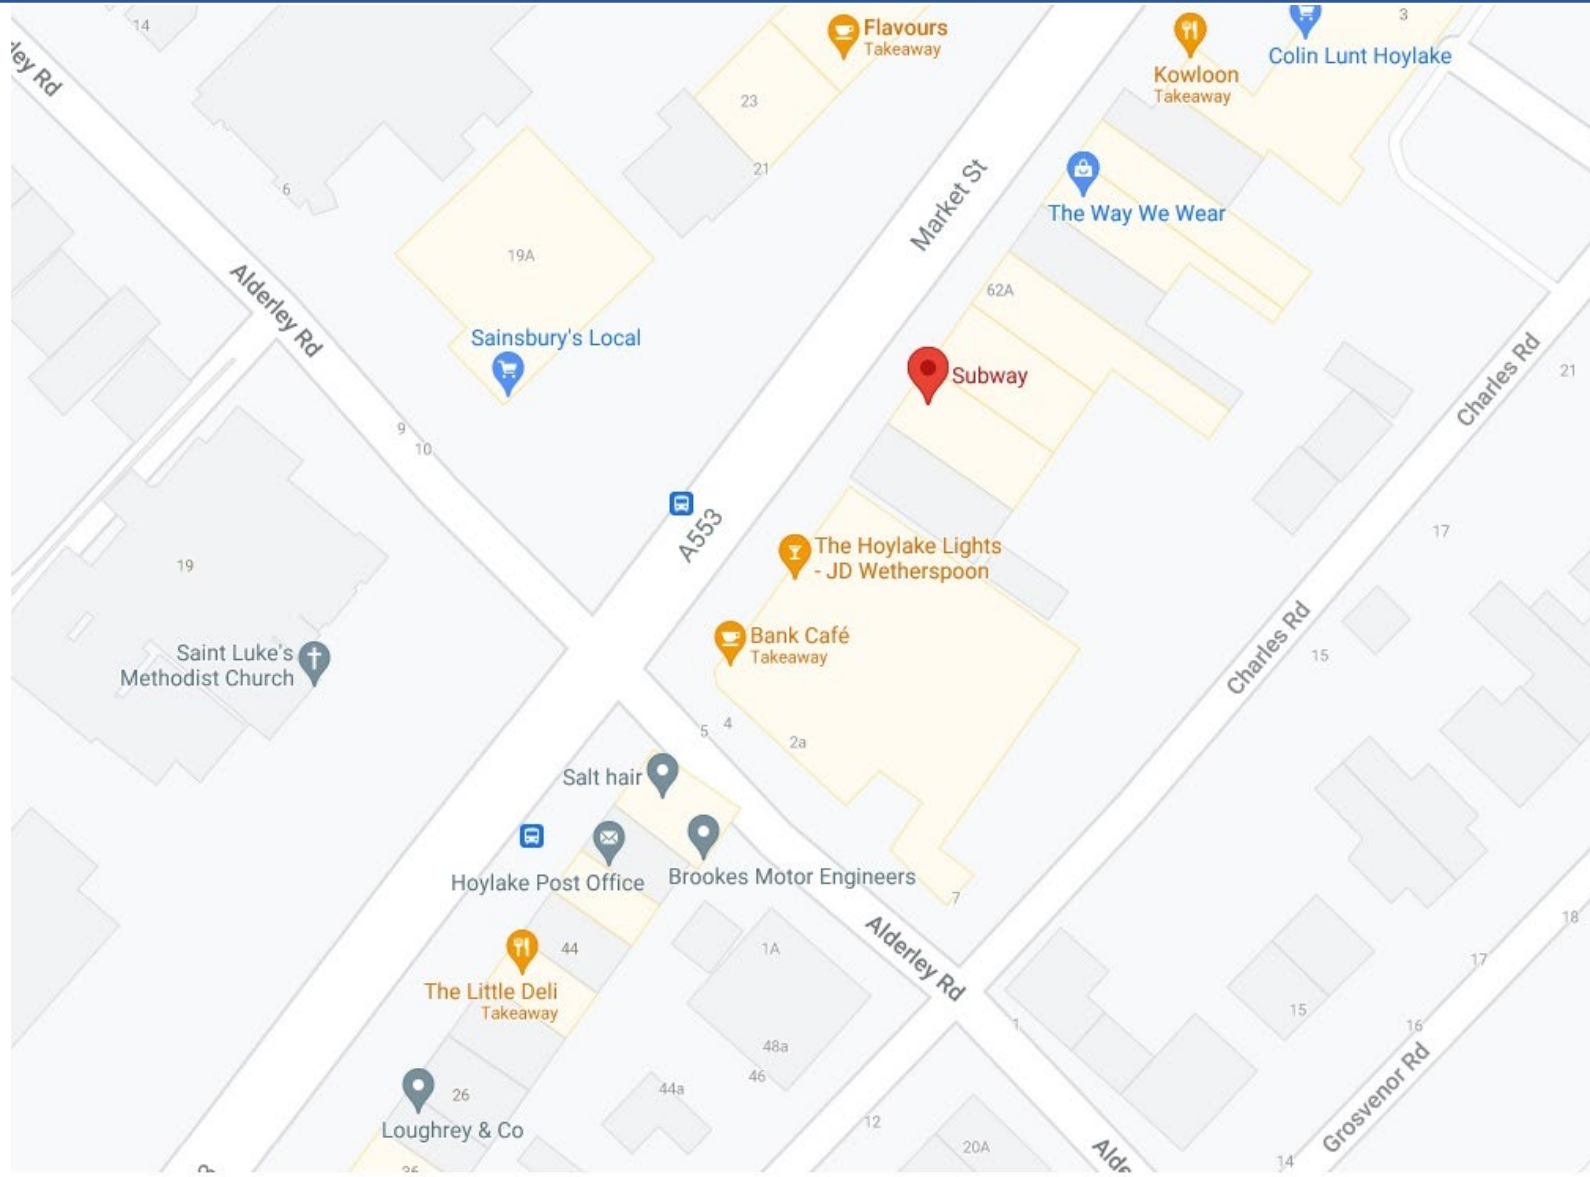 14
Flavours
Takeaway
3
Colin Lunt Hoylake
ley Rd
Kowloon
Takeaway
23
21
Market St
6
The Way We Wear
19A
Alderley Rd
62A
Sainsbury's Local
Subway
Charles Rd
21
9
10
A553
17
The Hoylake Lights
- JD Wetherspoon
19
Bank Café
Takeaway
Saint Luke's
Methodist Church
Charles Rd
15
5
4
2a
Salt hair
Hoylake Post Office
Brookes Motor Engineers
7
18
Alderley Rd
44
1A
17
The Little Deli
Takeaway
15
1
16
48a
46
44a
26
Grosvenor Rd
Loughrey & Co
12
20A
Alde
14